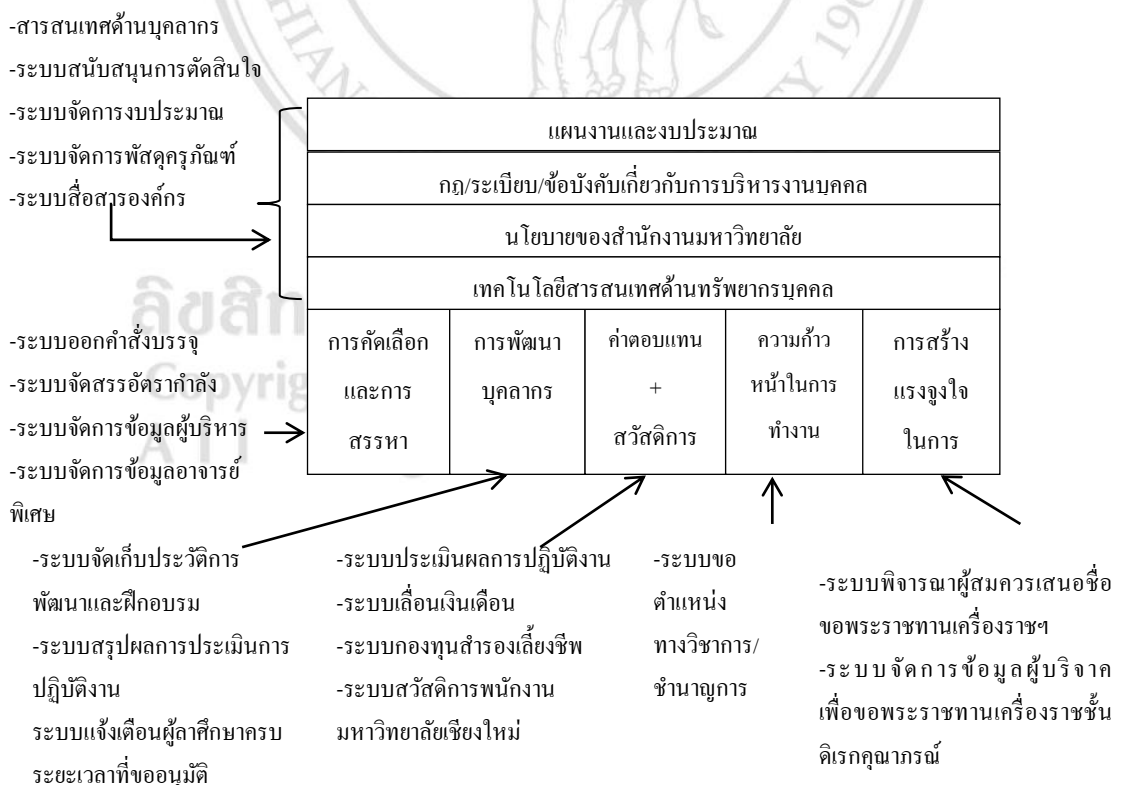 -สารสนเทศด้านบุคลากร
-ระบบสนับสนุนการตัดสินใจ
-ระบบจัดการงบประมาณ
-ระบบจัดการพัสดุครุภัณฑ์
-ระบบสื่อสารองค์กร
แผนงานและงบประมาณ
กฎ/ระเบียบ/ข้อบังคับเกี่ยวกับการบริหารงานบุคคล
นโยบายของสำนักงานมหาวิทยาลัย
เทคโนโลยีสารสนเทศด้านทรัพยากรบุคคล
-ระบบออกคำสั่งบรรจุ
-ระบบจัดสรรอัตรากำลัง
-ระบบจัดการข้อมูลผู้บริหาร
-ระบบจัดการข้อมูลอาจารย์
พิเศษ
การคัดเลือก
และการ
สรรหา
การพัฒนา
บุคลากร
ค่าตอบแทน
+
สวัสดิการ
ความก้าว
หน้าในการ
ทำงาน
การสร้าง
แรงจูงใจ
ในการ
-ระบบจัดเก็บประวัติการ
พัฒนาและฝึกอบรม
-ระบบสรุปผลการประเมินการ
ปฏิบัติงาน
ระบบแจ้งเตือนผู้ลาศึกษาครบ
ระยะเวลาที่ขออนุมัติ
-ระบบประเมินผลการปฏิบัติงาน
-ระบบเลื่อนเงินเดือน
-ระบบกองทุนสำรองเลี้ยงชีพ
-ระบบสวัสดิการพนักงาน
มหาวิทยาลัยเชียงใหม่
-ระบบขอ
ตำแหน่ง
ทางวิชาการ/
ชำนาญการ
-ระบบพิจารณาผู้สมควรเสนอชื่อ
ขอพระราชทานเครื่องราชฯ
-ระบบจัดการข้อมูลผู้บริจาค
เพื่อขอพระราชทานเครื่องราชชั้น
ดิเรกคุณาภรณ์